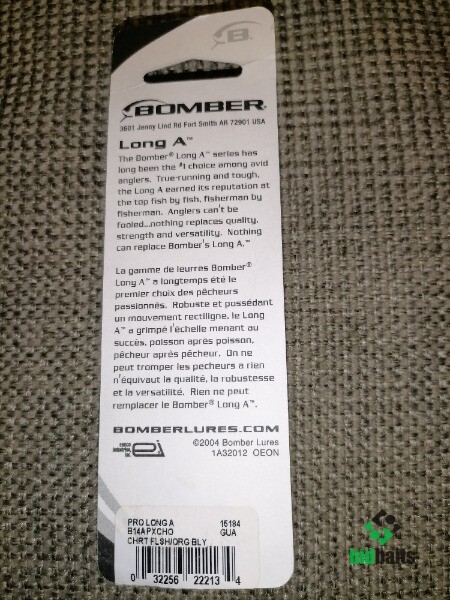 B
BOMBER®
3601 Jenny Lind Rd Fort Smith AR 72901 USA
Long A™
The Bomber® Long A™ series has
long been the #1 choice among avid
anglers. True-running and tough,
the Long A earned its reputation at
the top fish by fish, fisherman by
fisherman. Anglers can't be
fooled...nothing replaces quality,
strength and versatility. Nothing
can replace Bomber's Long A.™
La gamme de leurres Bomber®
Long A™ a longtemps été le
premier choix des pêcheurs
passionnés. Robuste et possédant
un mouvement rectiligne, le Long
A™ a grimpé l'échelle menant au
succès, poisson après poisson,
pêcheur après pêcheur. On ne
peut tromper les pecheurs a rien
n'équivaut la qualité, la robustesse
et la versatilité. Rien ne peut
remplacer le Bomber® Long A™.
BOMBERLURES.COM
©2004 Bomber Lures
1A32012 OEON
PRO LONG A 15184
B14APXCHO GUA
CHRT FLSH/ORG BLY
0 32256 22213 4
bidbaits